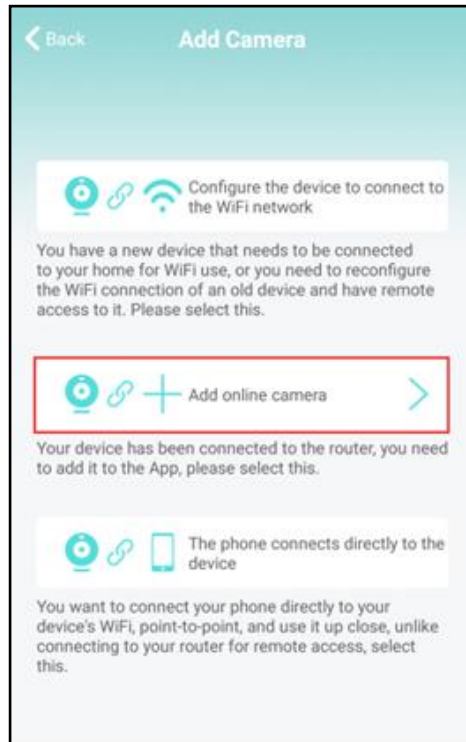 Back
Add Camera
Configure the device to connect to
the WiFi network
You have a new device that needs to be connected
to your home for WiFi use, or you need to reconfigure
the WiFi connection of an old device and have remote
access to it. Please select this.
Add online camera
Your device has been connected to the router, you need
to add it to the App, please select this.
The phone connects directly to the
device
You want to connect your phone directly to your
device's WiFi, point-to-point, and use it up close, unlike
connecting to your router for remote access, select
this.